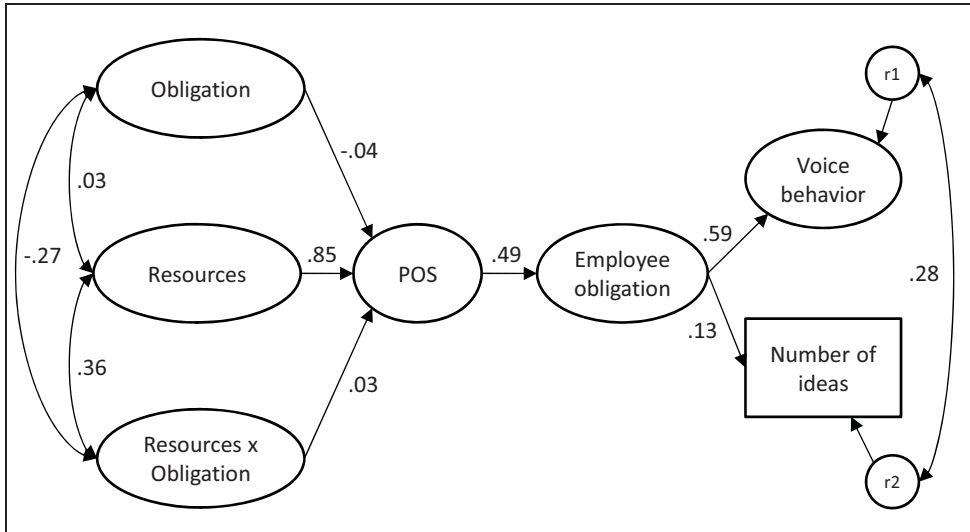 Obligation
-.04
.03
-.27
Resources
.85
POS
.49
Employee
obligation
.59
.13
Voice
behavior
r1
.28
Number of
ideas
r2
.36
.03
Resources x
Obligation